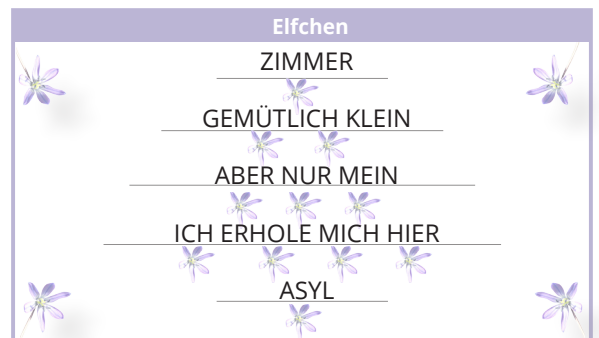 Elfchen
ZIMMER
GEMÜTLICH KLEIN
ABER NUR MEIN
ICH ERHOLE MICH HIER
ASYL